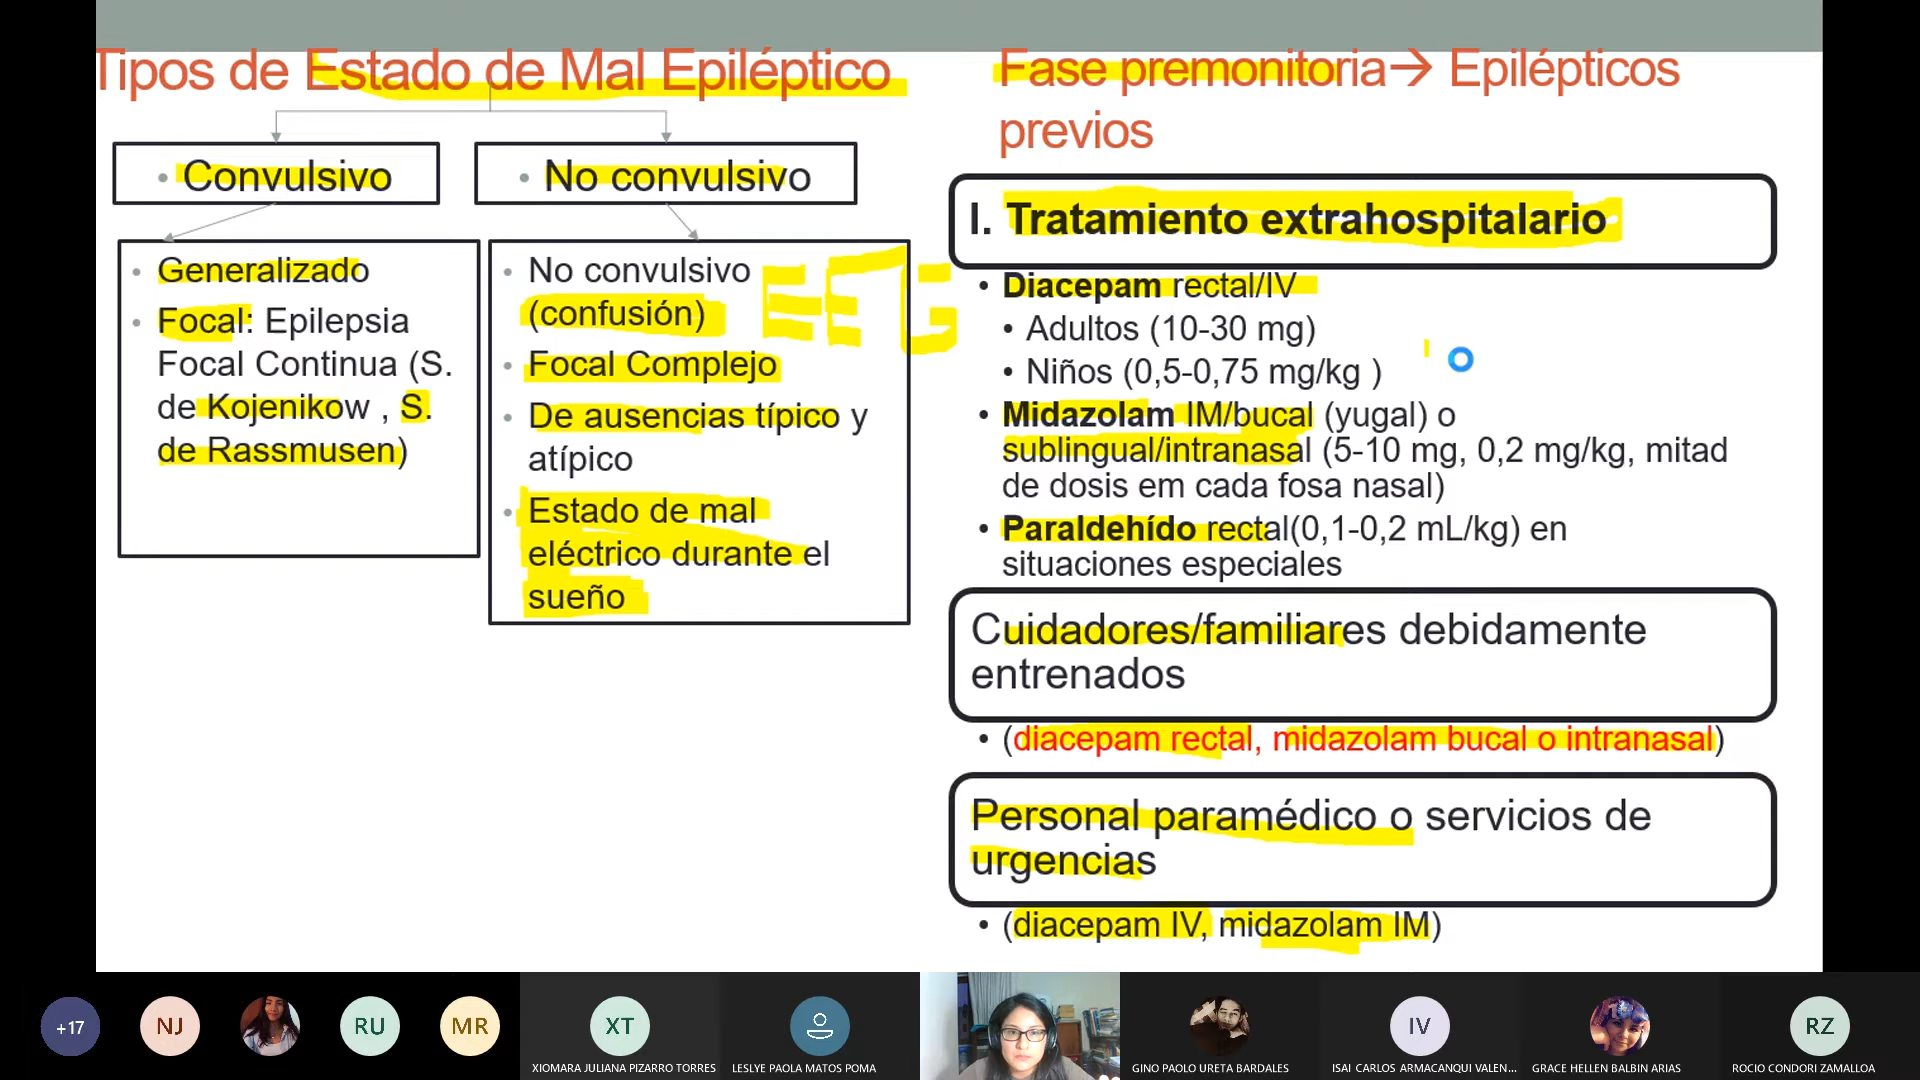 Tipos de Estado de Mal Epiléptico
• Convulsivo
• No convulsivo
• Generalizado
• Focal: Epilepsia
Focal Continua (S.
de Kojenikow , S.
de Rassmusen)
• No convulsivo
(confusión)
• Focal Complejo
• De ausencias típico y
atípico
• Estado de mal
eléctrico durante el
sueño
EEG
Fase premonitoria→ Epilépticos
previos
I. Tratamiento extrahospitalario
• Diacepam rectal/IV
• Adultos (10-30 mg)
• Niños (0,5-0,75 mg/kg )
• Midazolam IM/bucal (yugal) o
sublingual/intranasal (5-10 mg, 0,2 mg/kg, mitad
de dosis em cada fosa nasal)
• Paraldehído rectal(0,1-0,2 mL/kg) en
situaciones especiales
Cuidadores/familiares debidamente
entrenados
• (diacepam rectal, midazolam bucal o intranasal)
Personal paramédico o servicios de
urgencias
• (diacepam IV, midazolam IM)
+17
NJ
RU
MR
XT
XIOMARA JULIANA PIZARRO TORRES
LESLYE PAOLA MATOS POMA
GINO PAOLO URETA BARDALES
IV
ISAI CARLOS ARMACANQUI VALEN...
GRACE HELLEN BALBIN ARIAS
RZ
ROCIO CONDORI ZAMALLOA